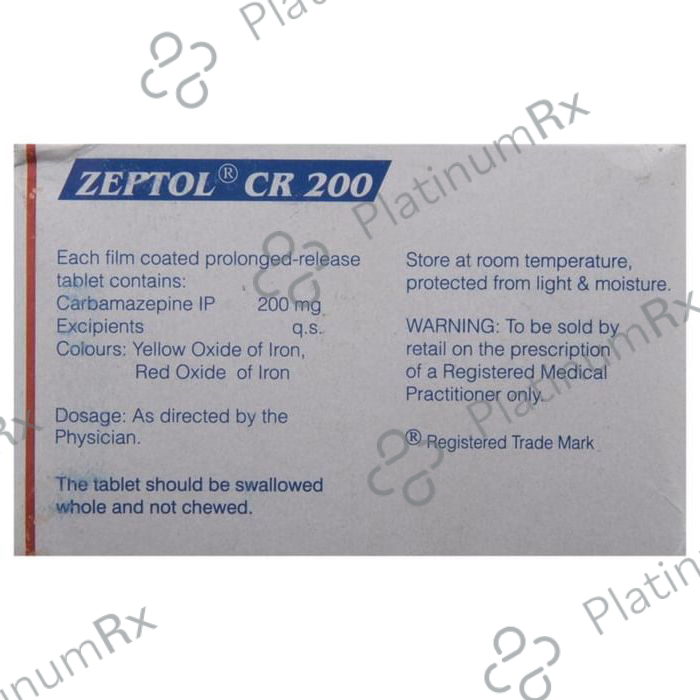 ZEPTOL® CR 200
Each film coated prolonged-release
tablet contains:
Carbamazepine IP 200 mg
Excipients q.s.
Colours: Yellow Oxide of Iron,
Red Oxide of Iron
Dosage: As directed by the
Physician.
The tablet should be swallowed
whole and not chewed.
Store at room temperature,
protected from light & moisture.
WARNING: To be sold by
retail on the prescription
of a Registered Medical
Practitioner only.
® Registered Trade Mark
Plat
PlatinumRx
PlatinumRx
Rx
Platin
tinumRx